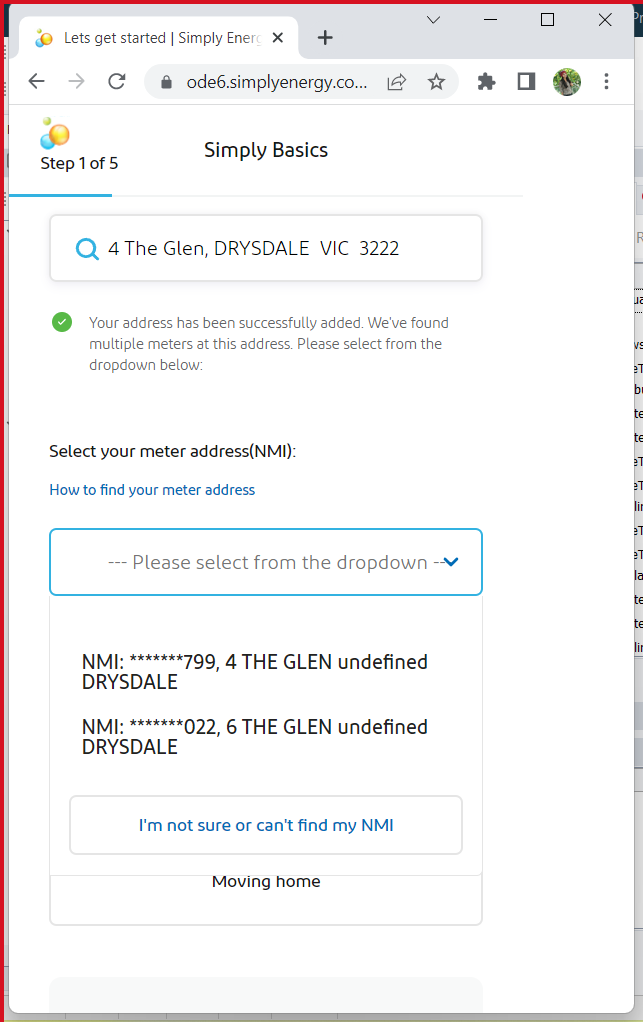 Lets get started | Simply Energ
ode6.simplyenergy.co...
Step 1 of 5
Simply Basics
4 The Glen, DRYSDALE VIC 3222
Your address has been successfully added. We've found
multiple meters at this address. Please select from the
dropdown below:
Select your meter address(NMI):
How to find your meter address
--- Please select from the dropdown --
NMI: *******799, 4 THE GLEN undefined
DRYSDALE
NMI: *******022, 6 THE GLEN undefined
DRYSDALE
I'm not sure or can't find my NMI
Moving home